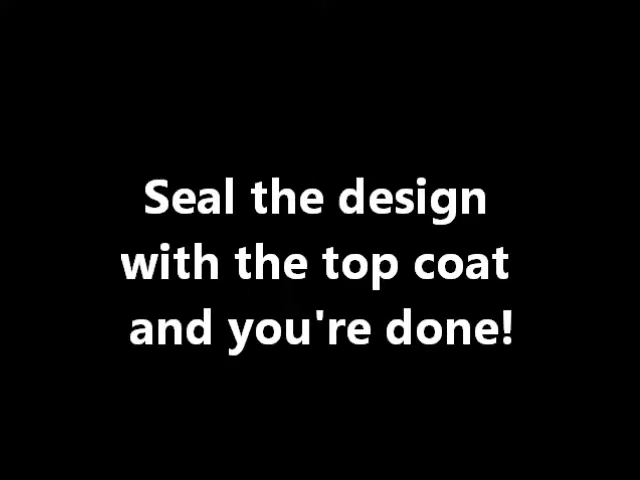 Seal the design
with the top coat
and you're done!